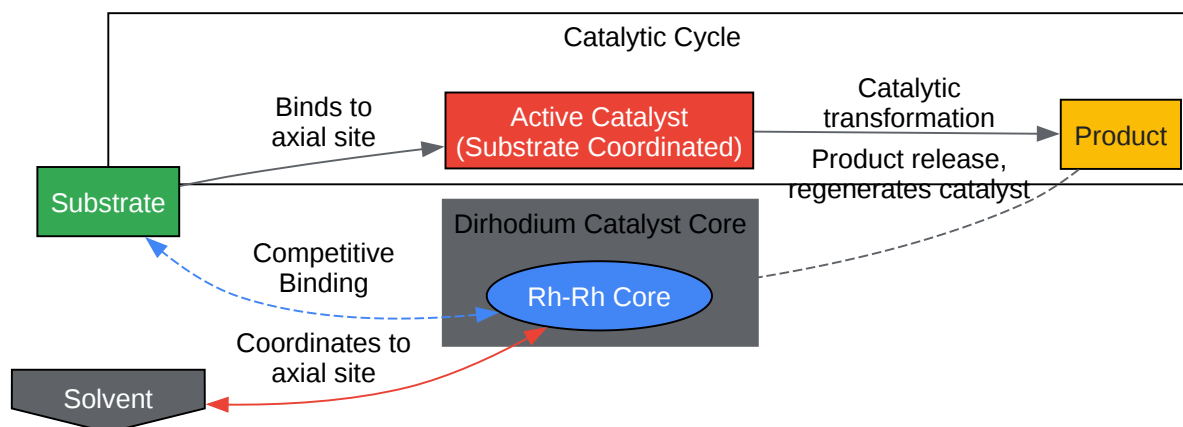 Catalytic Cycle
Binds to
axial site
Active Catalyst
(Substrate Coordinated)
Catalytic
transformation
Product
Substrate
Product release,
regenerates catalyst
Dirhodium Catalyst Core
Competitive
Binding
Rh-Rh Core
Coordinates to
axial site
Solvent